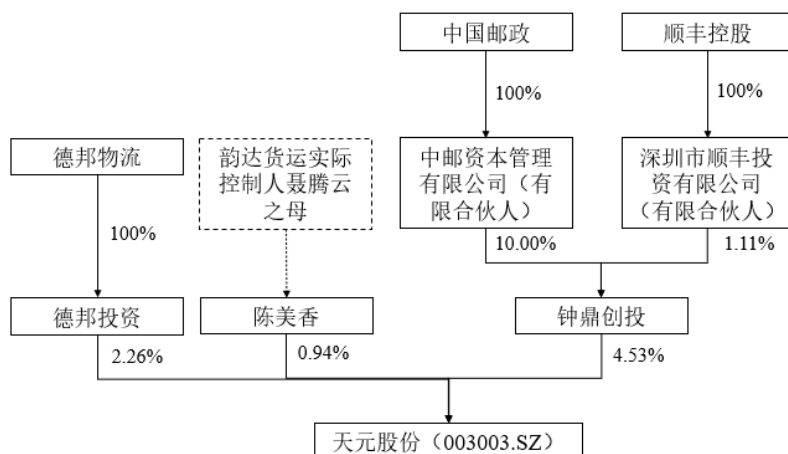 中国邮政
顺丰控股
100%
100%
德邦物流
韵达货运实际
控制人聂腾云
之母
中邮资本管理
有限公司（有
限合伙人）
深圳市顺丰投
资有限公司
（有限合伙人）
100%
10.00%
1.11%
德邦投资
陈美香
钟鼎创投
2.26%
0.94%
4.53%
天元股份（003003.SZ）